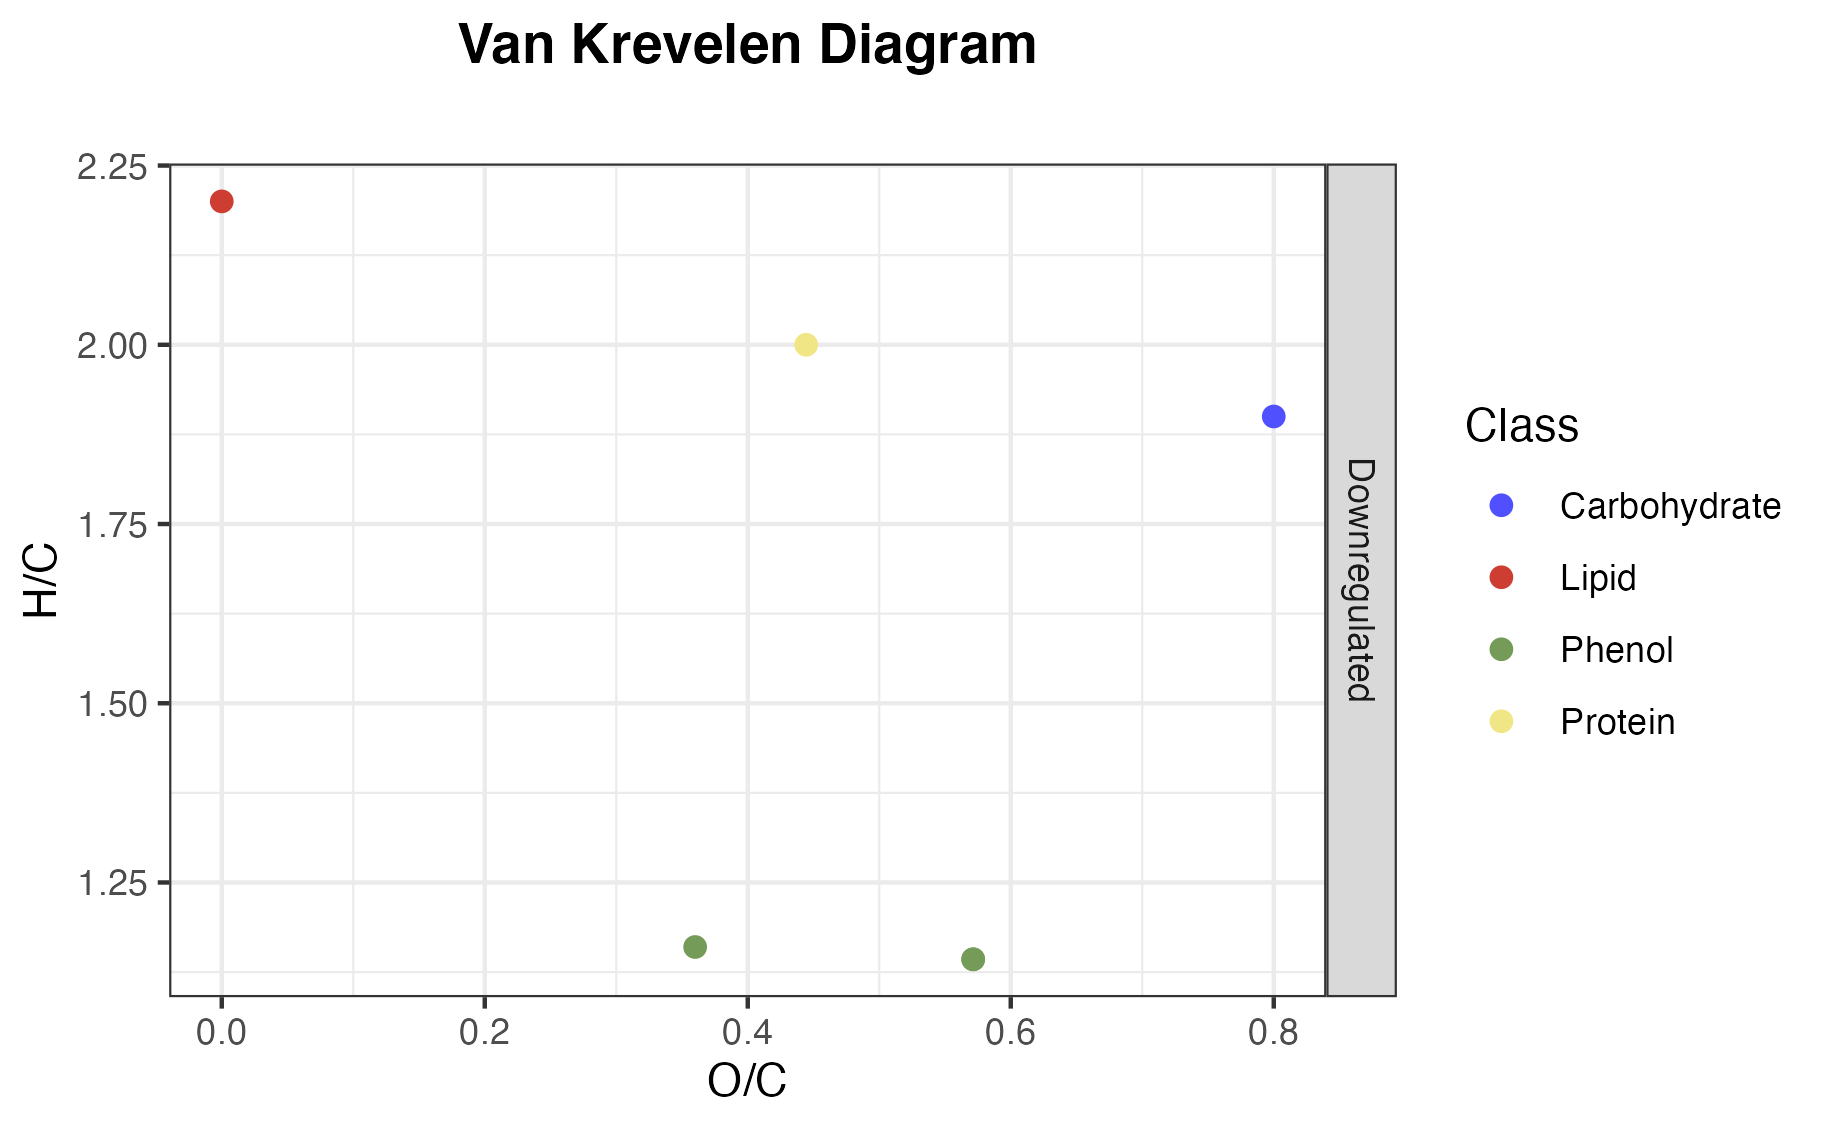 Van Krevelen Diagram
2.25
2.00
1.75
1.50
1.25
H/C
0.0
0.2
0.4
0.6
0.8
O/C
Downregulated
Class
Carbohydrate
Lipid
Phenol
Protein